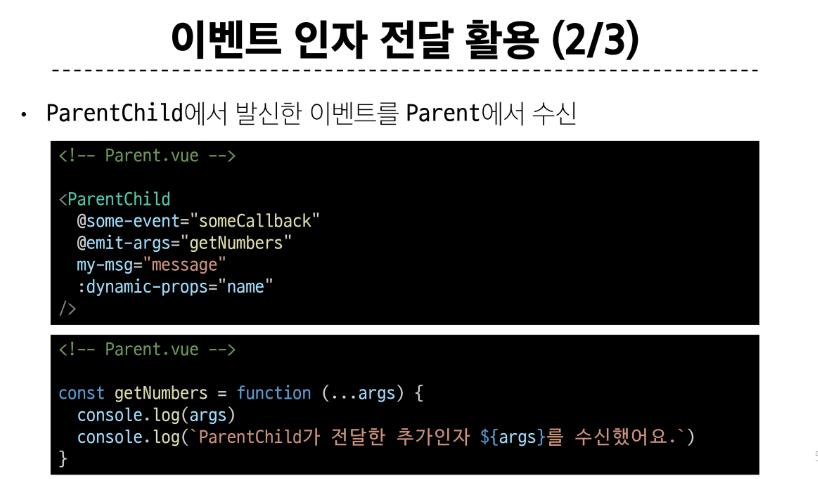 이벤트 인자 전달 활용 (2/3)
• ParentChild에서 발신한 이벤트를 Parent에서 수신
<!-- Parent.vue -->
<ParentChild
@some-event="someCallback"
@emit-args="getNumbers"
my-msg="message"
:dynamic-props="name"
/>
<!-- Parent.vue -->
const getNumbers = function (...args) {
console.log(args)
console.log(`ParentChild가 전달한 추가인자 ${args}를 수신했어요.`)
}